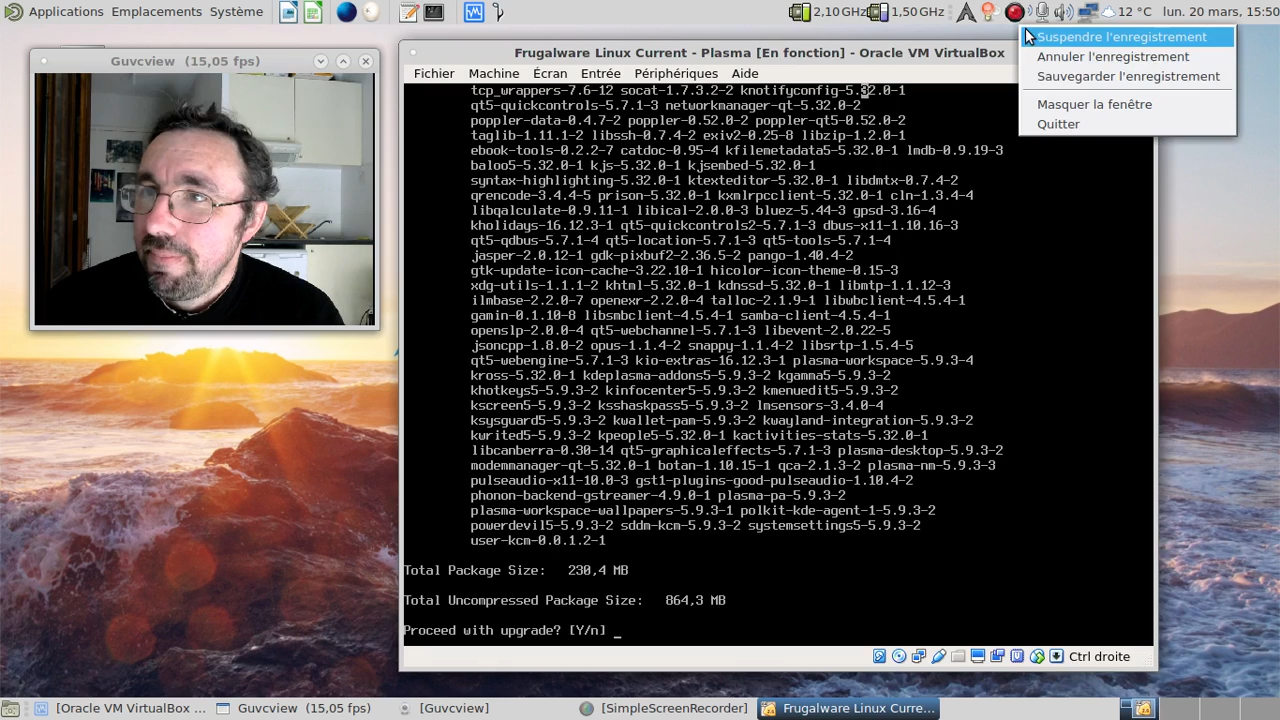 Applications Emplacements Système 2,10 GHz 1,50 GHz 12 °C lun. 20 mars, 15:50
Suspendre l'enregistrement
Annuler l'enregistrement
Sauvegarder l'enregistrement
Masquer la fenêtre
Quitter
Guvcview (15,05 fps)
Frugalware Linux Current - Plasma [En fonction] - Oracle VM VirtualBox
Fichier Machine Écran Entrée Périphériques Aide
tcp_wrappers-7.6-12 socat-1.7.3.2-2 knotifyconfig-5.32.0-1
qt5-quickcontrols-5.7.1-3 networkmanager-qt-5.32.0-2
poppler-data-0.4.7-2 poppler-0.52.0-2 poppler-qt5-0.52.0-2
taglib-1.11.1-2 libssh-0.7.4-2 exiv2-0.25-8 libzip-1.2.0-1
ebook-tools-0.2.2-7 catdoc-0.95-4 kfilemetadata5-5.32.0-1 lmdb-0.9.19-3
baloo5-5.32.0-1 kjs-5.32.0-1 kjsembed-5.32.0-1
syntax-highlighting-5.32.0-1 ktexteditor-5.32.0-1 libdmtx-0.7.4-2
qrencode-3.4.4-5 prison-5.32.0-1 kxmlrpcclient-5.32.0-1 cln-1.3.4-4
libqalculate-0.9.11-1 libical-2.0.0-3 bluez-5.44-3 gpsd-3.16-4
kholidays-16.12.3-1 qt5-quickcontrols2-5.7.1-3 dbus-x11-1.10.16-3
qt5-qdbus-5.7.1-4 qt5-location-5.7.1-3 qt5-tools-5.7.1-4
jasper-2.0.12-1 gdk-pixbuf2-2.36.5-2 pango-1.40.4-2
gtk-update-icon-cache-3.22.10-1 hicolor-icon-theme-0.15-3
xdg-utils-1.1.1-2 khtml-5.32.0-1 kdnssd-5.32.0-1 libmtp-1.1.12-3
ilmbase-2.2.0-7 openexr-2.2.0-4 talloc-2.1.9-1 libwbclient-4.5.4-1
gamin-0.1.10-8 libsmbclient-4.5.4-1 samba-client-4.5.4-1
openslp-2.0.0-4 qt5-webchannel-5.7.1-3 libevent-2.0.22-5
jsoncpp-1.8.0-2 opus-1.1.4-2 snappy-1.1.4-2 libsrtp-1.5.4-5
qt5-webengine-5.7.1-3 kio-extras-16.12.3-1 plasma-workspace-5.9.3-4
kross-5.32.0-1 kdeplasma-addons5-5.9.3-2 kgamma5-5.9.3-2
khotkeys5-5.9.3-2 kinfocenter5-5.9.3-2 kmenuedit5-5.9.3-2
kscreen5-5.9.3-2 ksshaskpass5-5.9.3-2 lmsensors-3.4.0-4
ksysguard5-5.9.3-2 kwallet-pam-5.9.3-2 kwayland-integration-5.9.3-2
kwrited5-5.9.3-2 kpeople5-5.32.0-1 kactivities-stats-5.32.0-1
libcanberra-0.30-14 qt5-graphicaleffects-5.7.1-3 plasma-desktop-5.9.3-2
modemmanager-qt-5.32.0-1 botan-1.10.15-1 qca-2.1.3-2 plasma-nm-5.9.3-3
pulseaudio-x11-10.0-3 gst1-plugins-good-pulseaudio-1.10.4-2
phonon-backend-gstreamer-4.9.0-1 plasma-pa-5.9.3-2
plasma-workspace-wallpapers-5.9.3-1 polkit-kde-agent-1-5.9.3-2
powerdevil5-5.9.3-2 sddm-kcm-5.9.3-2 systemsettings5-5.9.3-2
user-kcm-0.0.1.2-1
Total Package Size: 230,4 MB
Total Uncompressed Package Size: 864,3 MB
Proceed with upgrade? [Y/n] _
Ctrl droite
[Oracle VM VirtualBox ... Guvcview (15,05 fps) [Guvcview] [SimpleScreenRecorder] Frugalware Linux Curre...